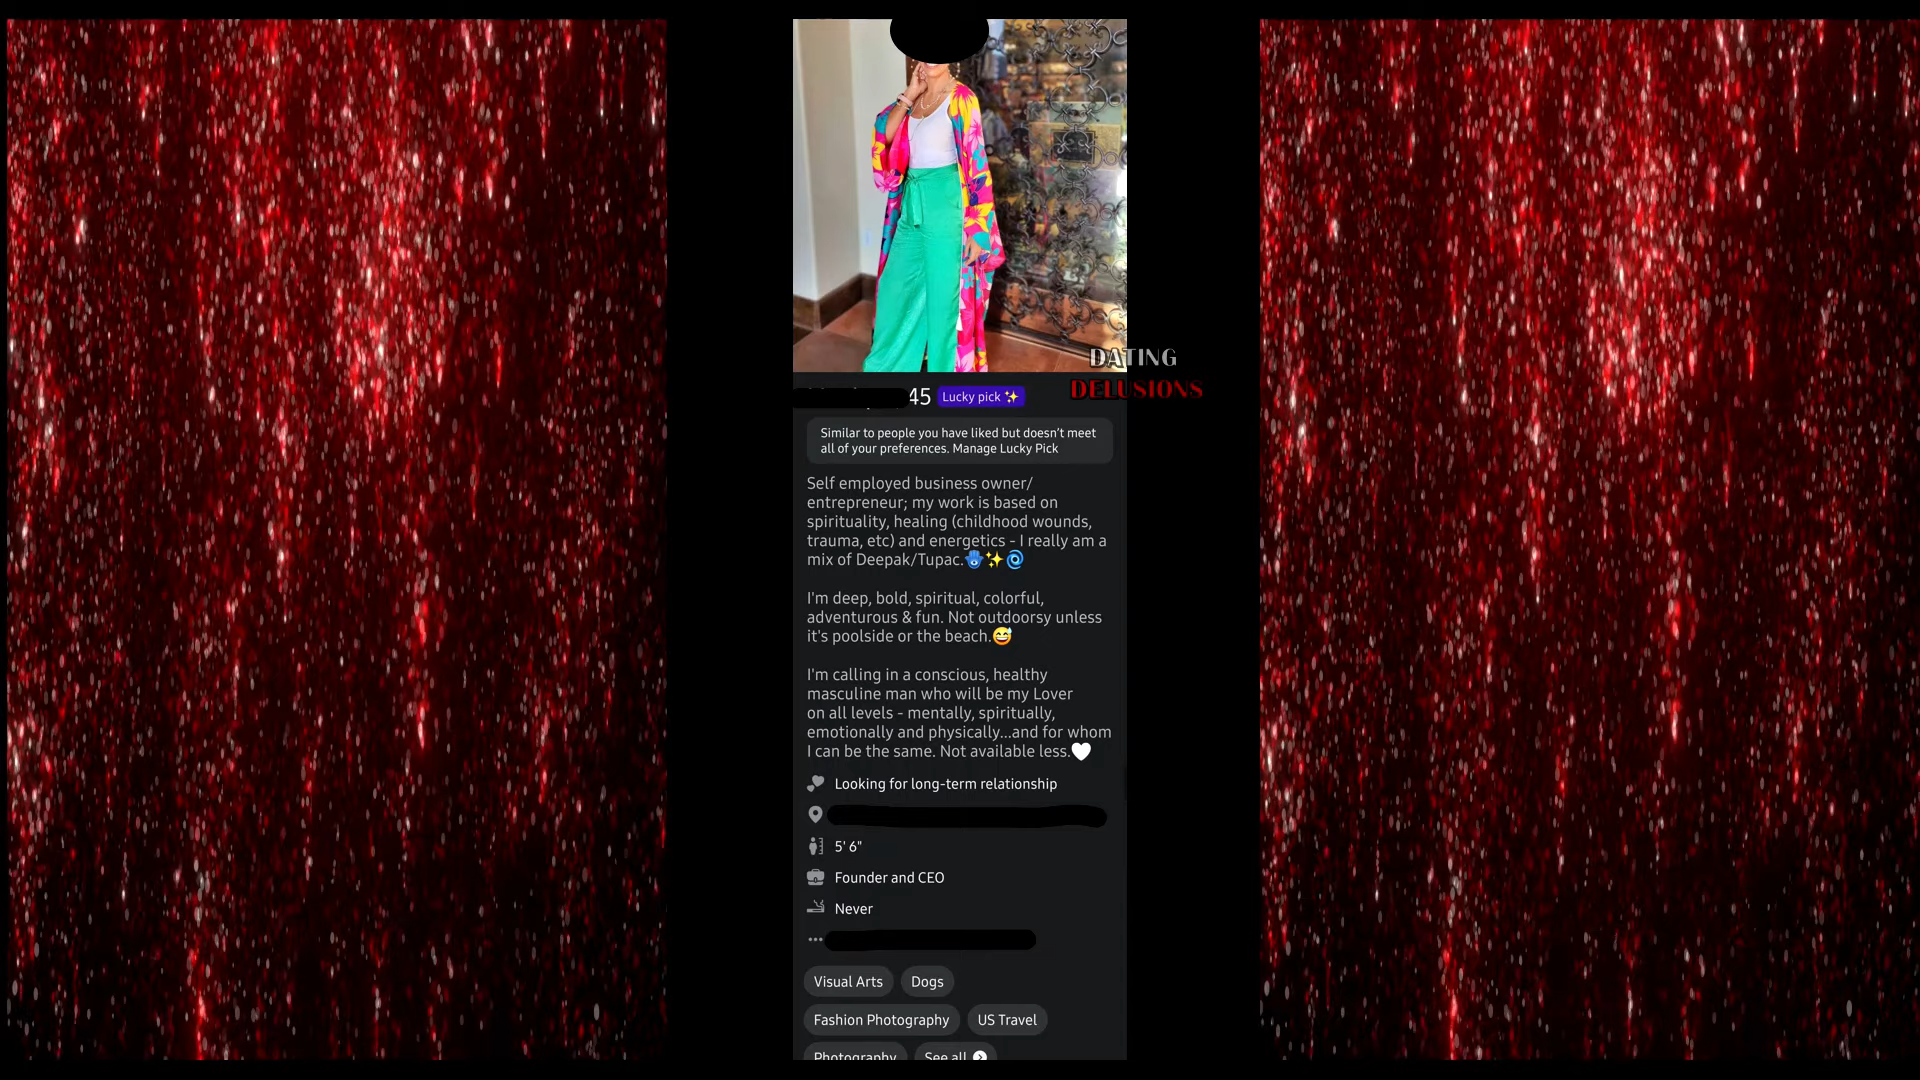 DATING
DELUSIONS
45 Lucky pick ✨
Similar to people you have liked but doesn't meet
all of your preferences. Manage Lucky Pick
Self employed business owner/
entrepreneur; my work is based on
spirituality, healing (childhood wounds,
trauma, etc) and energetics - I really am a
mix of Deepak/Tupac.🪬✨🌀
I'm deep, bold, spiritual, colorful,
adventurous & fun. Not outdoorsy unless
it's poolside or the beach.😅
I'm calling in a conscious, healthy
masculine man who will be my Lover
on all levels - mentally, spiritually,
emotionally and physically...and for whom
I can be the same. Not available less.🤍
Looking for long-term relationship
5' 6"
Founder and CEO
Never
Visual Arts Dogs
Fashion Photography US Travel
Photography See all